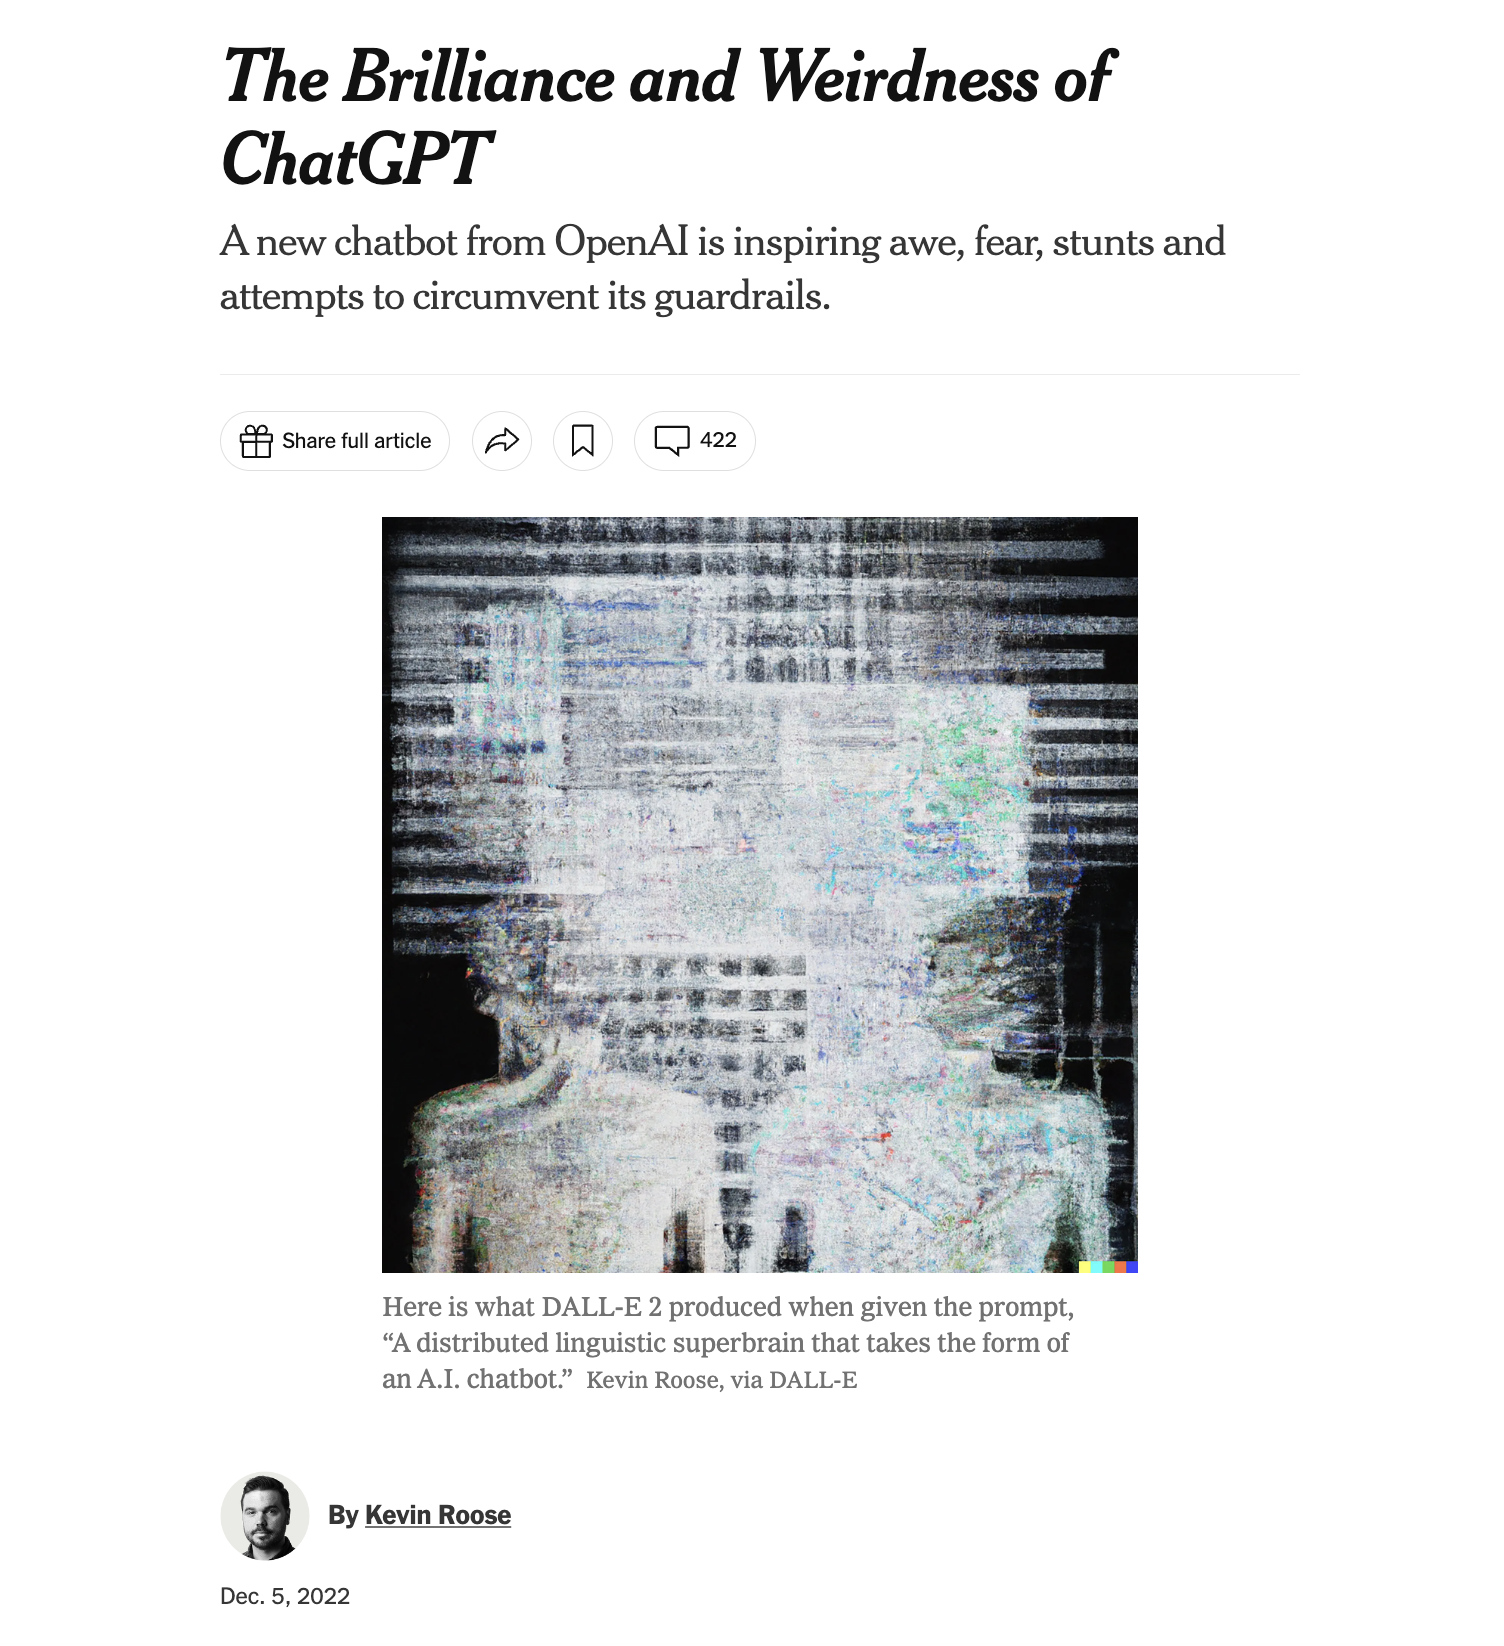 The Brilliance and Weirdness of
ChatGPT
A new chatbot from OpenAI is inspiring awe, fear, stunts and
attempts to circumvent its guardrails.
Share full article
422
Here is what DALL-E 2 produced when given the prompt,
“A distributed linguistic superbrain that takes the form of
an A.I. chatbot.” Kevin Roose, via DALL-E
By Kevin Roose
Dec. 5, 2022